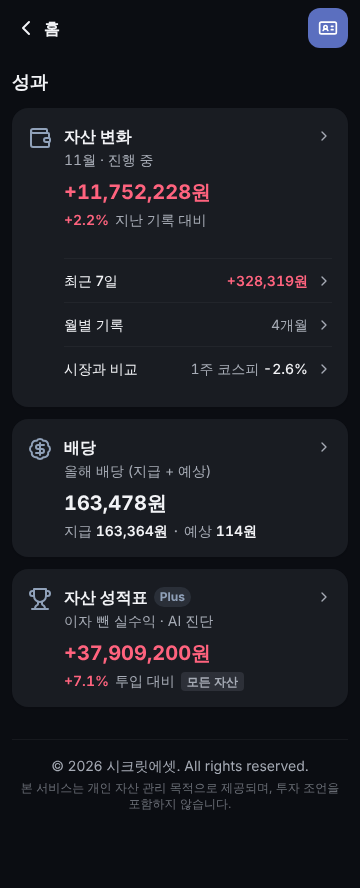 홈
성과
자산 변화
11월 · 진행 중
+11,752,228원
+2.2% 지난 기록 대비
최근 7일 +328,319원
월별 기록 4개월
시장과 비교 1주 코스피 -2.6%
배당
올해 배당 (지급 + 예상)
163,478원
지급 163,364원 · 예상 114원
자산 성적표 Plus
이자 뺀 실수익 · AI 진단
+37,909,200원
+7.1% 투입 대비 모든 자산
© 2026 시크릿에셋. All rights reserved.
본 서비스는 개인 자산 관리 목적으로 제공되며, 투자 조언을
포함하지 않습니다.